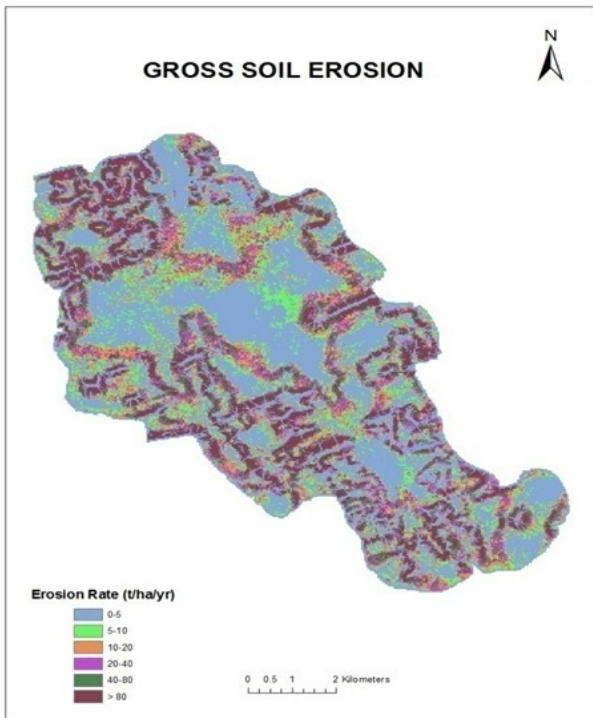 N
GROSS SOIL EROSION
Erosion Rate (t/ha/yr)
0-5
5-10
10-20
20-40
40-80
> 80
0 0.5 1 2 Kilometers